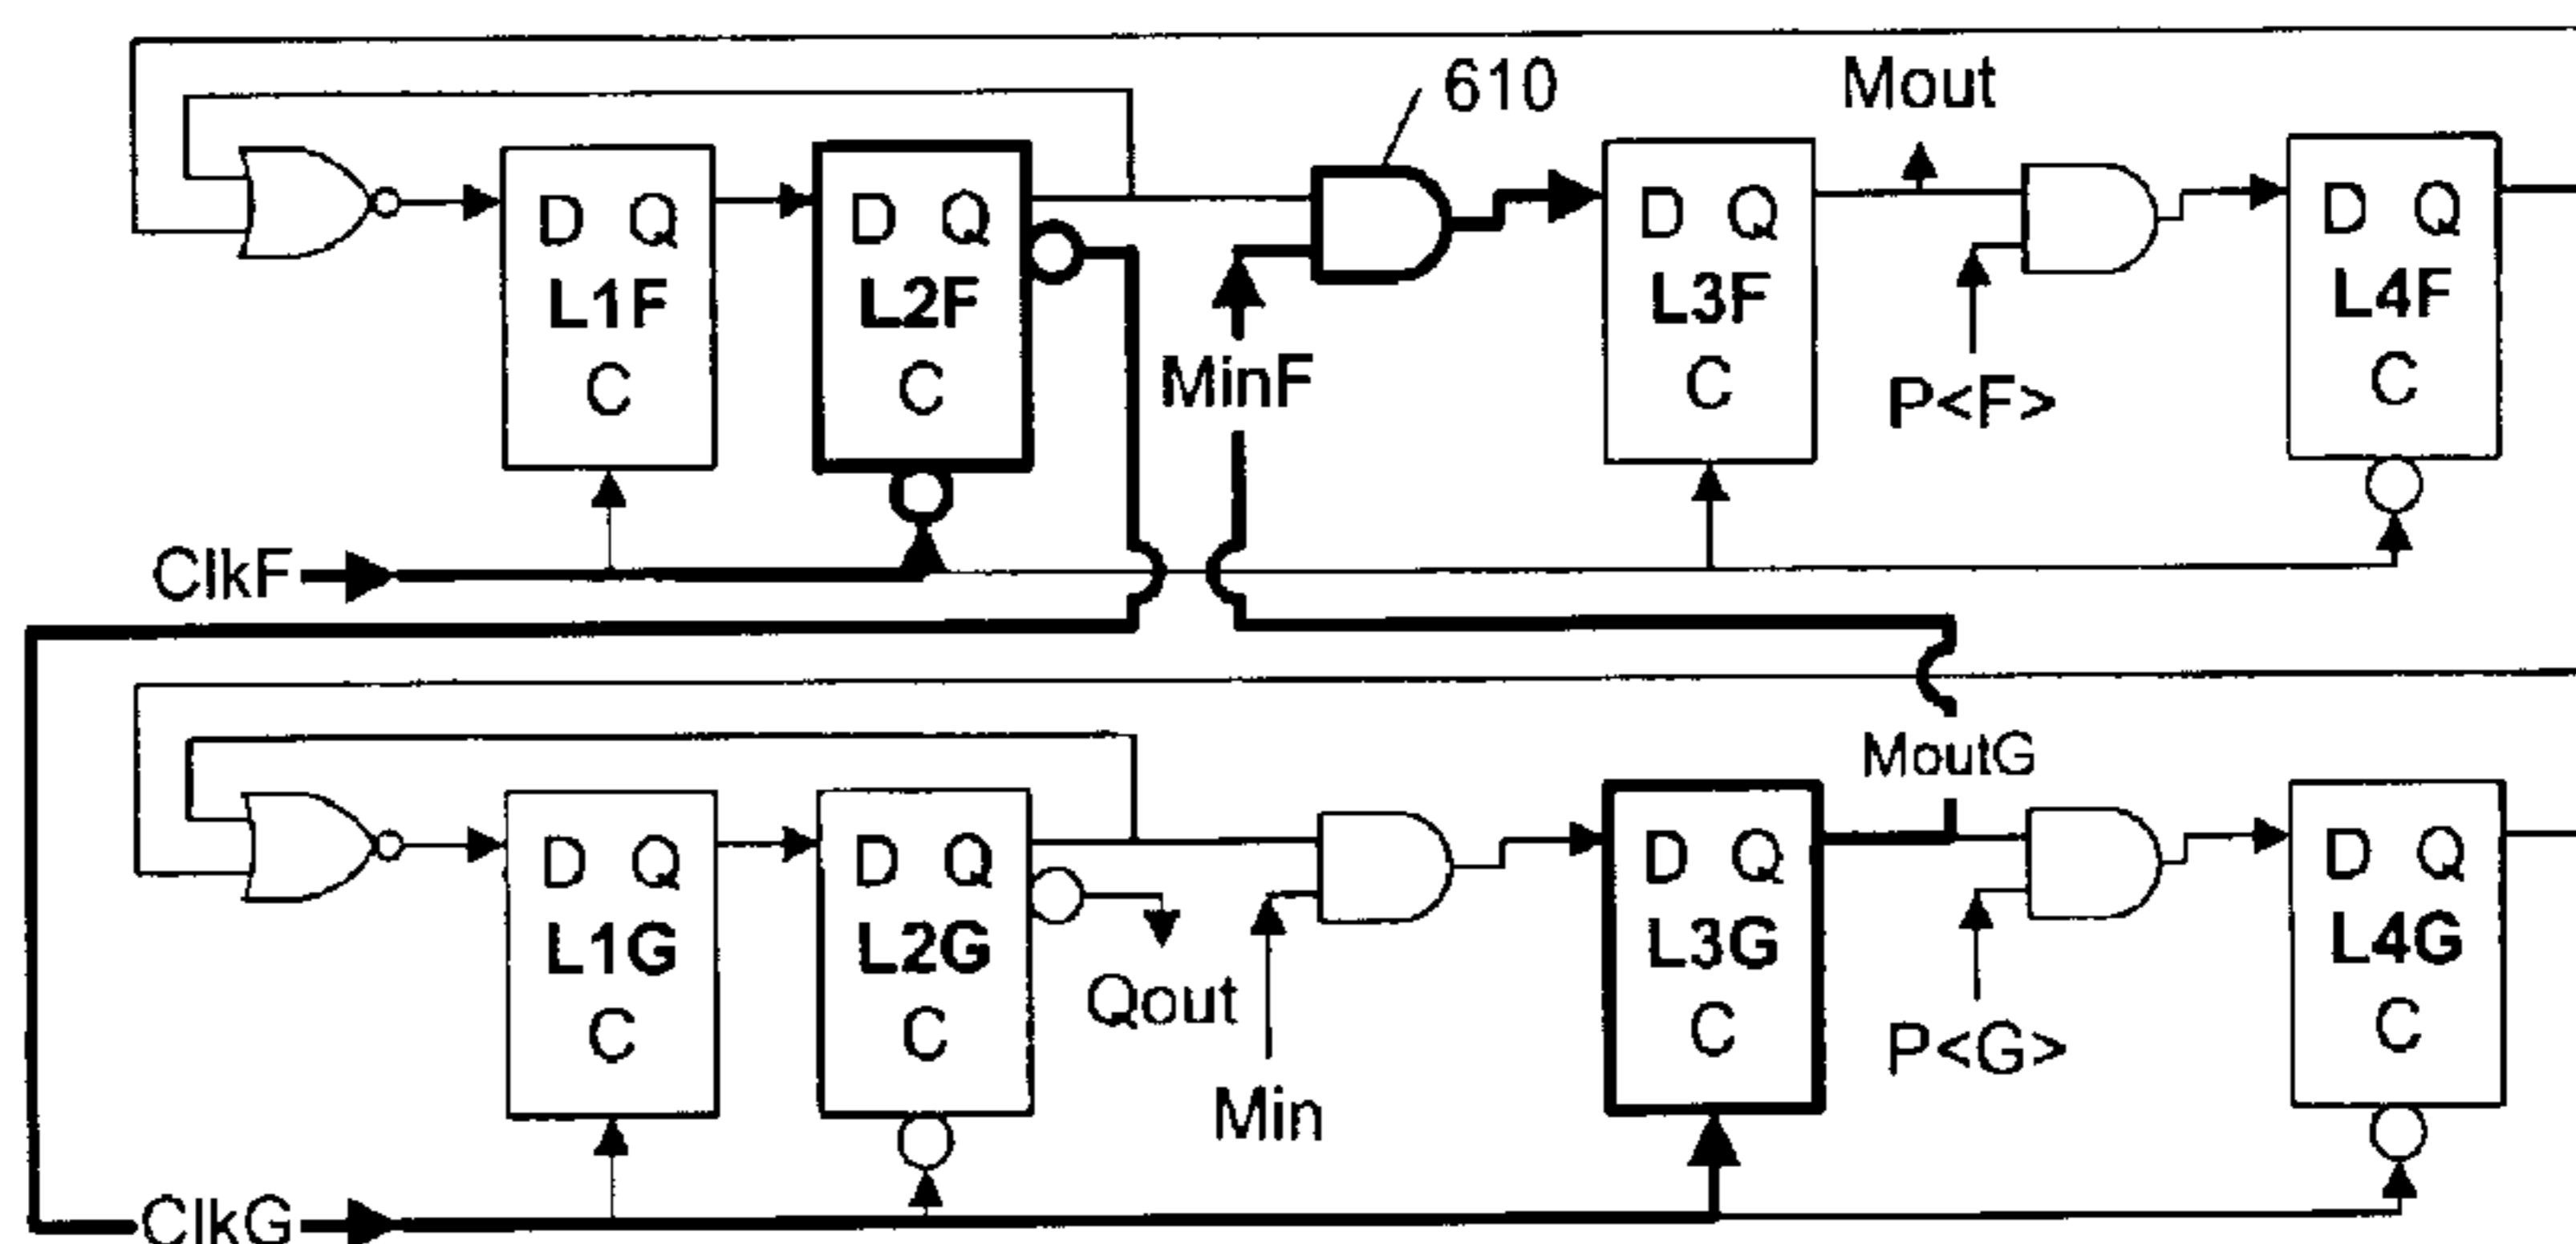 610
Mout
D Q
L1F
C
D Q
L2F
C
MinF
D Q
L3F
C
P<F>
D Q
L4F
C
ClkF
MoutG
D Q
L1G
C
D Q
L2G
C
Qout
Min
D Q
L3G
C
P<G>
D Q
L4G
C
ClkG